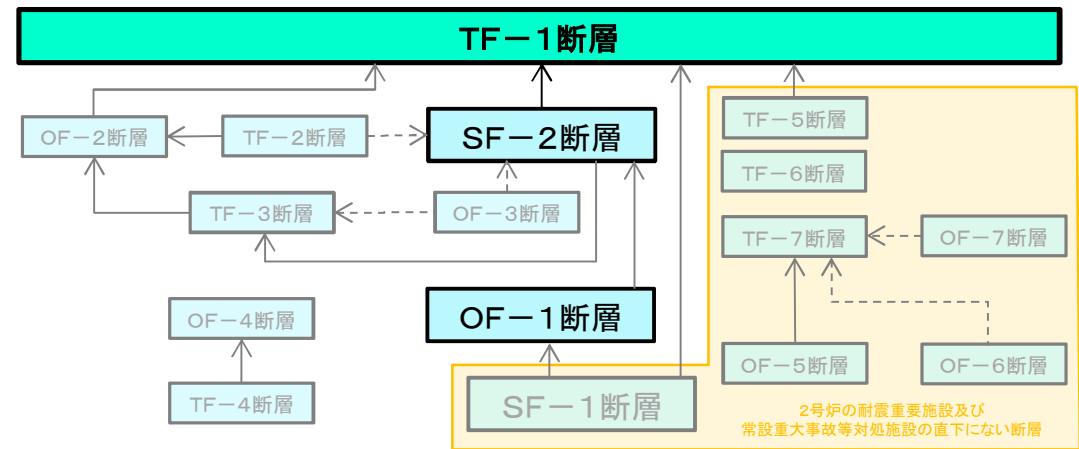 TF－1断層
OF－2断層
TF－2断層
SF－2断層
TF－5断層
TF－6断層
TF－3断層
OF－3断層
TF－7断層
OF－7断層
OF－4断層
OF－1断層
OF－5断層
OF－6断層
TF－4断層
SF－1断層
2号炉の耐震重要施設及び
常設重大事故等対処施設の直下にない断層